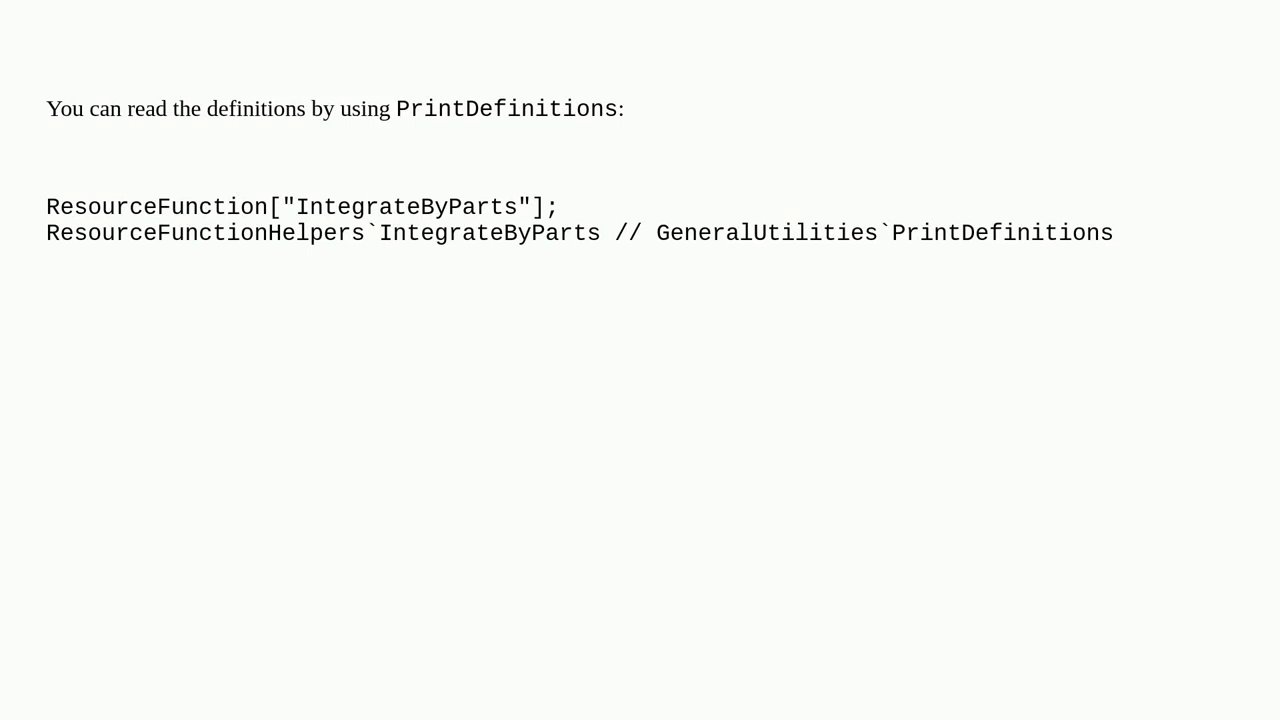 You can read the definitions by using PrintDefinitions:
ResourceFunction["IntegrateByParts"];
ResourceFunctionHelpers`IntegrateByParts // GeneralUtilities`PrintDefinitions